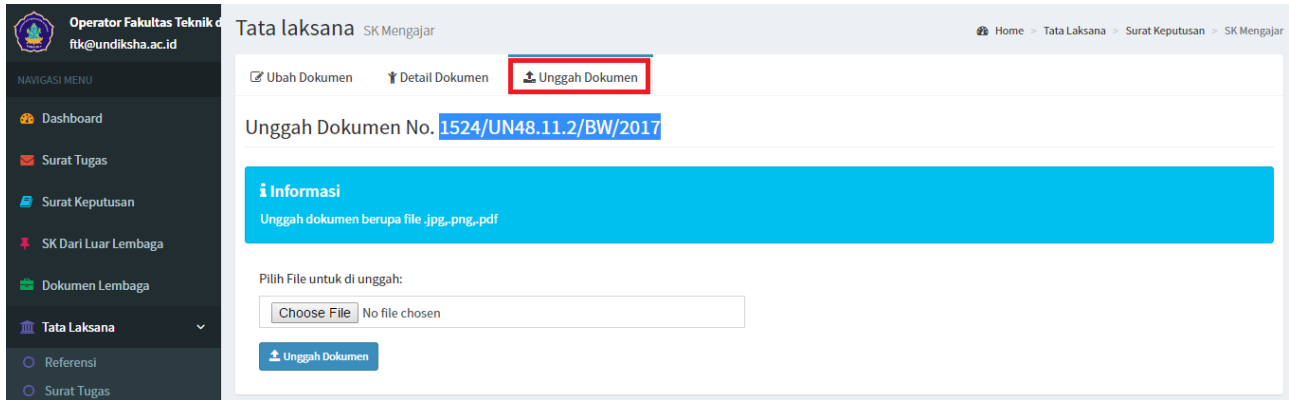 Operator Fakultas Teknik d
ftk@undiksha.ac.id
Tata laksana SK Mengajar
Home > Tata Laksana > Surat Keputusan > SK Mengajar
NAVIGASI MENU
Dashboard
Surat Tugas
Surat Keputusan
SK Dari Luar Lembaga
Dokumen Lembaga
Tata Laksana
Referensi
Surat Tugas
Ubah Dokumen Detail Dokumen Unggah Dokumen
Unggah Dokumen No. 1524/UN48.11.2/BW/2017
Informasi
Unggah dokumen berupa file .jpg,.png,.pdf
Pilih File untuk di unggah:
Choose File No file chosen
Unggah Dokumen